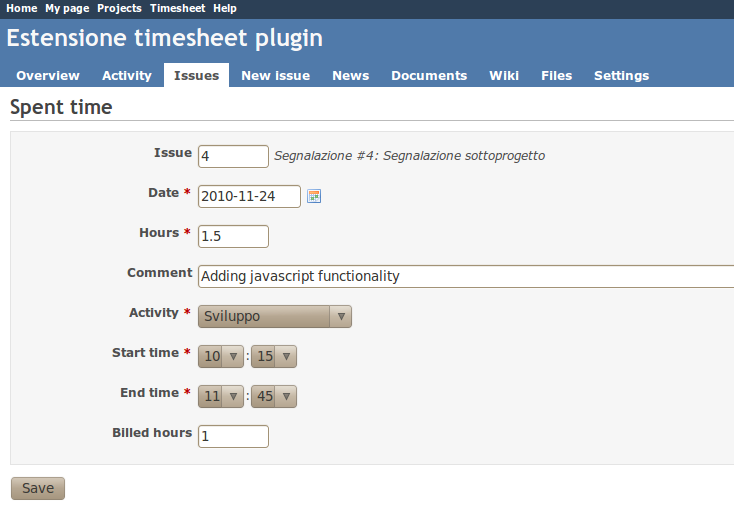 Home My page Projects Timesheet Help
Estensione timesheet plugin
Overview Activity Issues New issue News Documents Wiki Files Settings
Spent time
Issue 4 Segnalazione #4: Segnalazione sottoprogetto
Date * 2010-11-24
Hours * 1.5
Comment Adding javascript functionality
Activity * Sviluppo
Start time * 10 : 15
End time * 11 : 45
Billed hours 1
Save